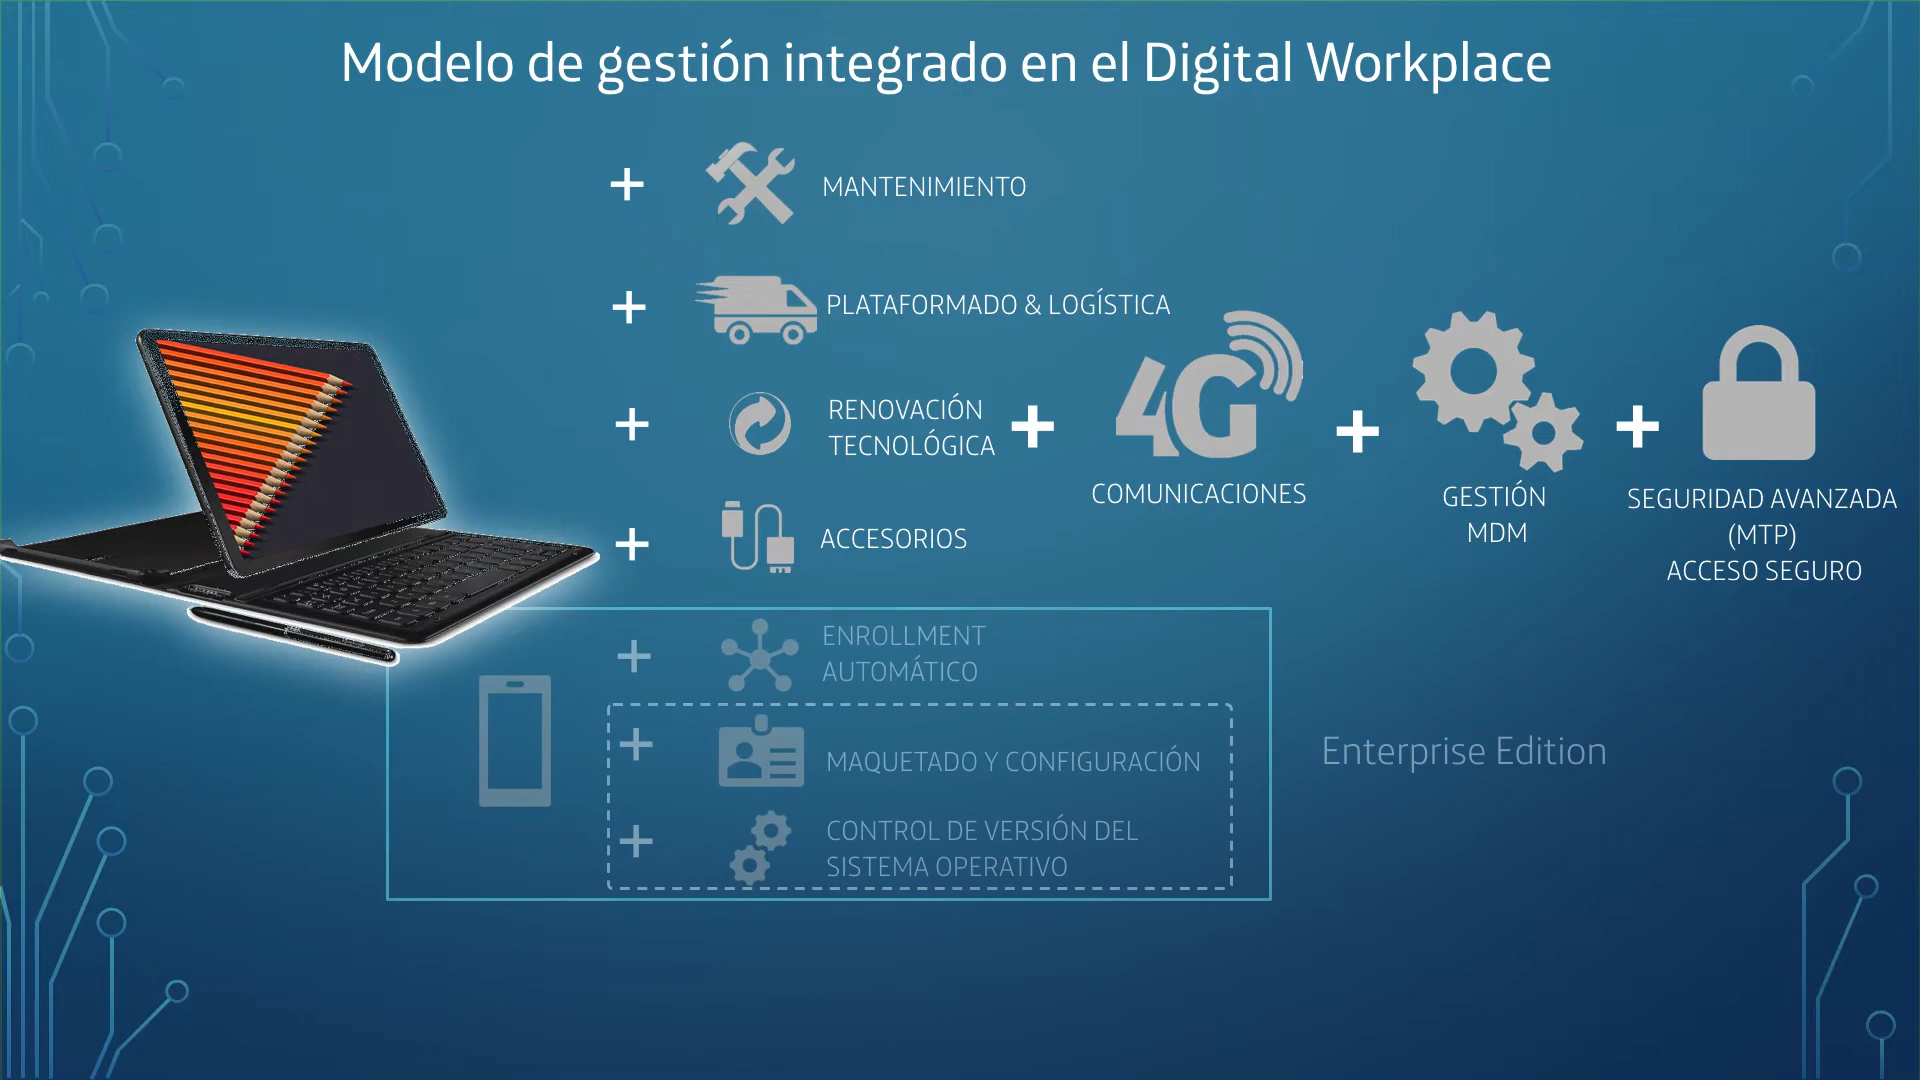 Modelo de gestión integrado en el Digital Workplace
+ MANTENIMIENTO
+ PLATAFORMADO & LOGÍSTICA
+ RENOVACIÓN
TECNOLÓGICA
+ ACCESORIOS
+ 4G
COMUNICACIONES
+ GESTIÓN
MDM
+ SEGURIDAD AVANZADA
(MTP)
ACCESO SEGURO
+ ENROLLMENT
AUTOMÁTICO
+ MAQUETADO Y CONFIGURACIÓN
+ CONTROL DE VERSIÓN DEL
SISTEMA OPERATIVO
Enterprise Edition